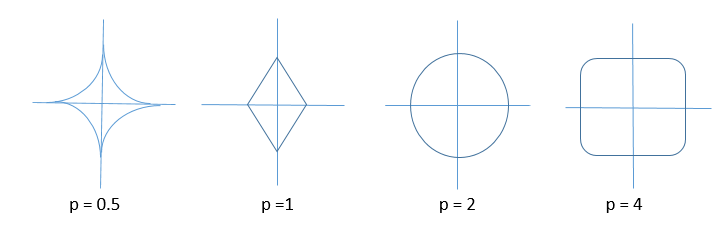 p = 0.5
p =1
p = 2
p = 4